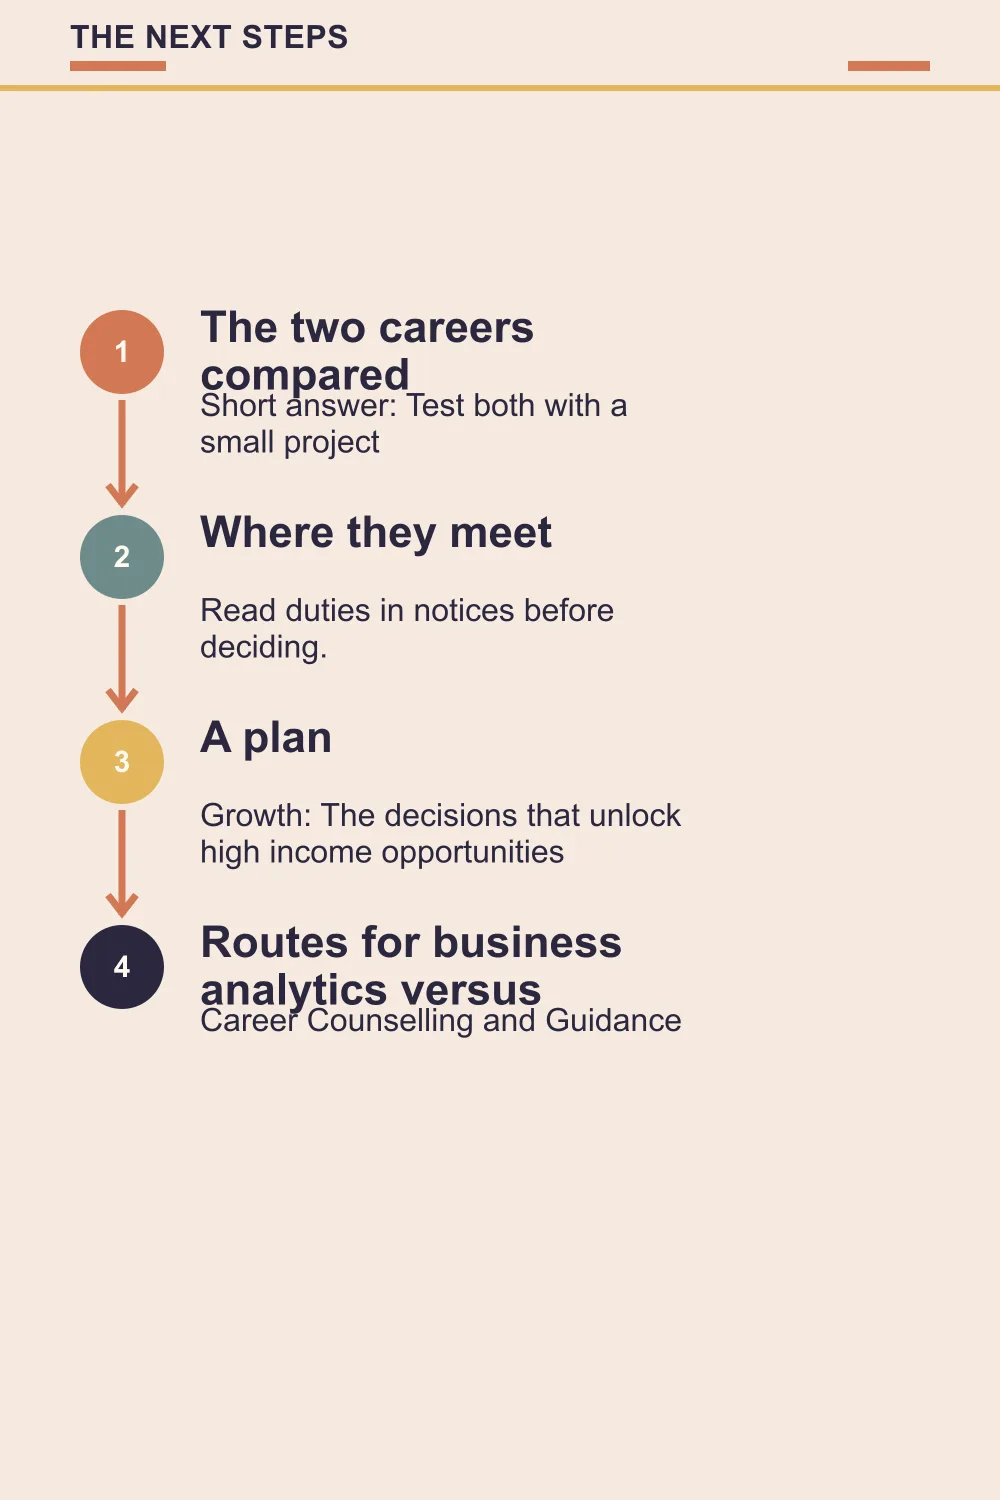 THE NEXT STEPS
1
The two careers
compared
Short answer: Test both with a
small project
2
Where they meet
Read duties in notices before
deciding.
3
A plan
Growth: The decisions that unlock
high income opportunities
4
Routes for business
analytics versus
Career Counselling and Guidance